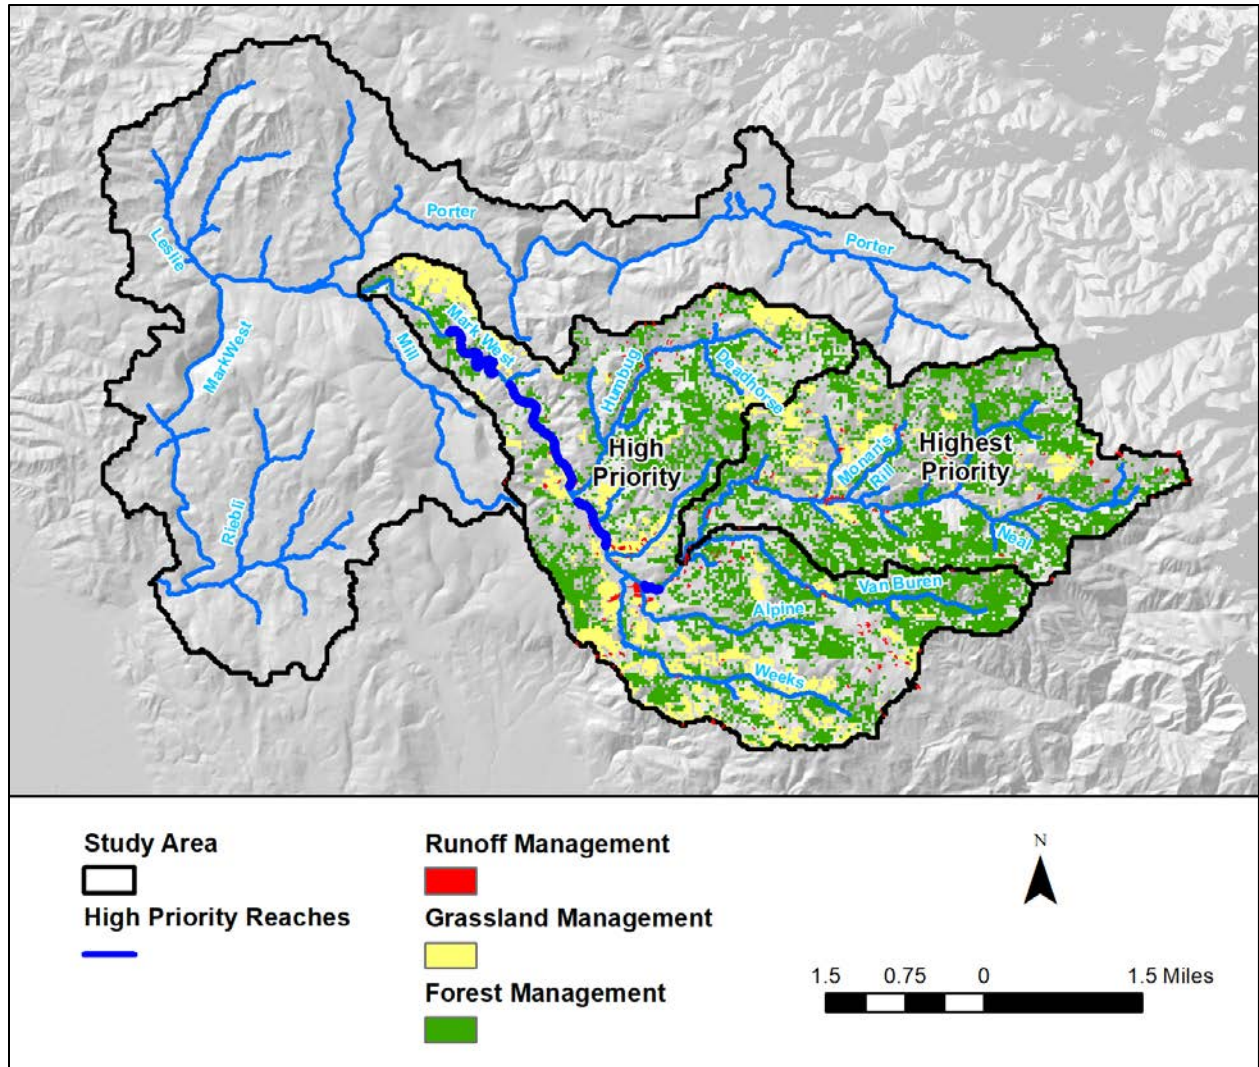 Porter
Porter
Leslie
MarkWest
Mark West
Mill
Humbug
Deadhorse
High
Priority
Highest
Priority
Monan's
Rill
Neal
Riebli
Van Buren
Alpine
Weeks
Study Area
High Priority Reaches
Runoff Management
Grassland Management
Forest Management
N
1.5 0.75 0 1.5 Miles